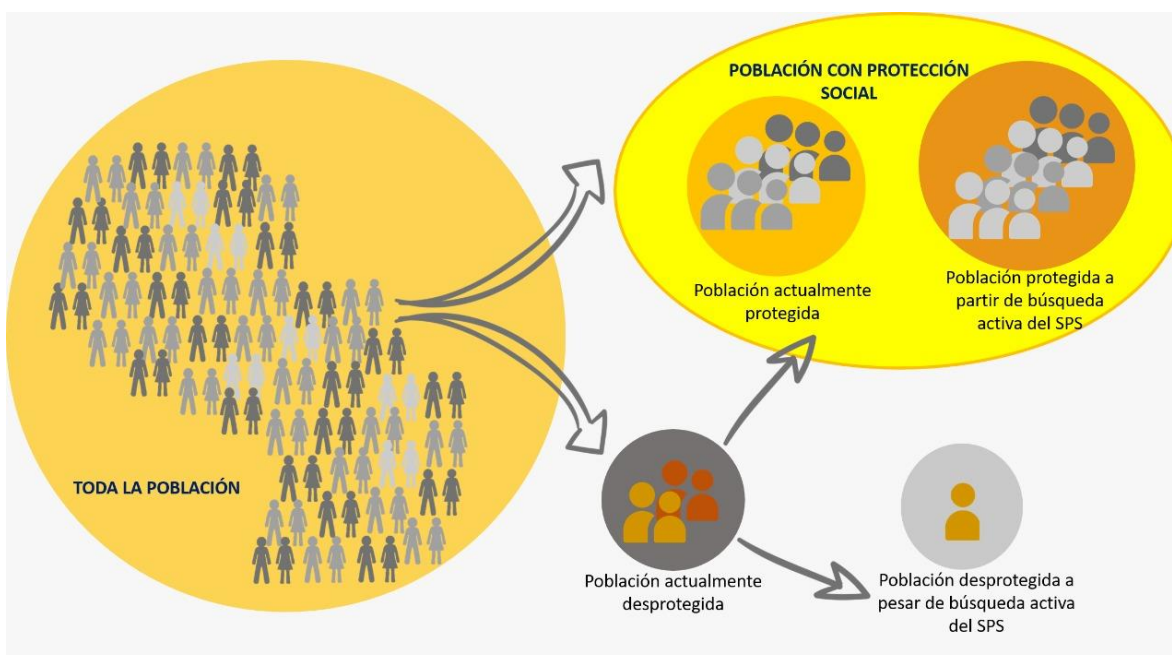 TODA LA POBLACIÓN
POBLACIÓN CON PROTECCIÓN
SOCIAL
Población actualmente
protegida
Población protegida a
partir de búsqueda
activa del SPS
Población actualmente
desprotegida
Población desprotegida a
pesar de búsqueda activa
del SPS